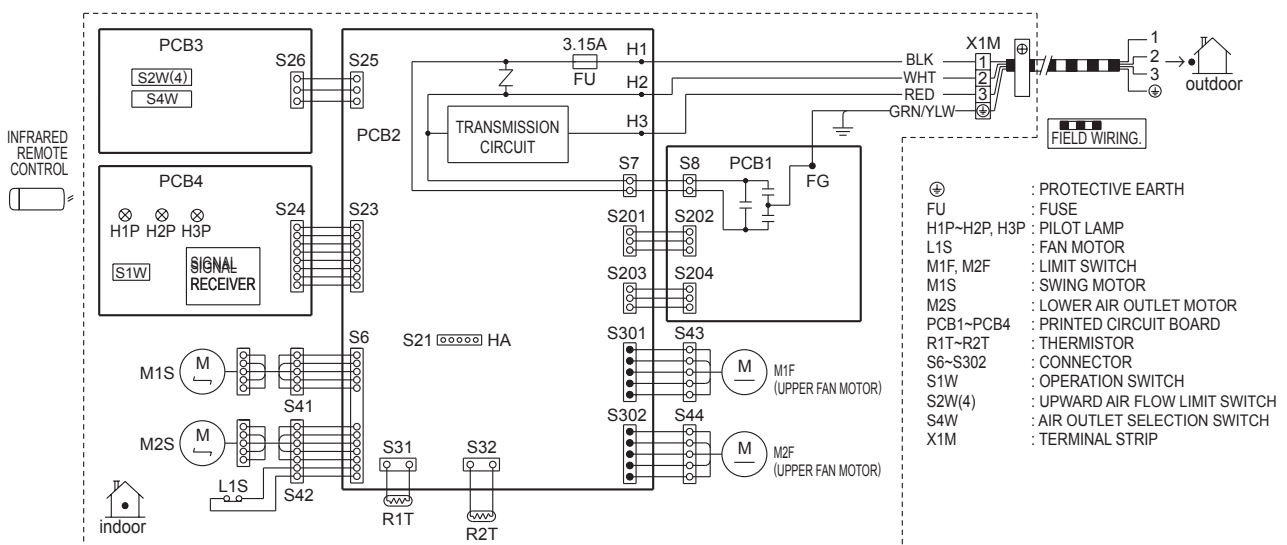 PCB3
S2W(4)
S4W
S26
S25
3.15A
FU
H1
H2
H3
PCB2
TRANSMISSION
CIRCUIT
BLK
WHT
RED
GRN/YLW
X1M
1
2
3
1
2
3
outdoor
FIELD WIRING.
INFRARED
REMOTE
CONTROL
PCB4
H1P H2P H3P
S1W
SIGNAL
RECEIVER
S24
S23
S7
S8
PCB1
FG
S201
S202
S203
S204
S6
S21
HA
S301
S43
M1S
M
S41
M
M1F
(UPPER FAN MOTOR)
M2S
M
S42
L1S
S31
S32
R1T
R2T
S302
S44
M
M2F
(UPPER FAN MOTOR)
indoor
: PROTECTIVE EARTH
FU : FUSE
H1P~H2P, H3P : PILOT LAMP
L1S : FAN MOTOR
M1F, M2F : LIMIT SWITCH
M1S : SWING MOTOR
M2S : LOWER AIR OUTLET MOTOR
PCB1~PCB4 : PRINTED CIRCUIT BOARD
R1T~R2T : THERMISTOR
S6~S302 : CONNECTOR
S1W : OPERATION SWITCH
S2W(4) : UPWARD AIR FLOW LIMIT SWITCH
S4W : AIR OUTLET SELECTION SWITCH
X1M : TERMINAL STRIP